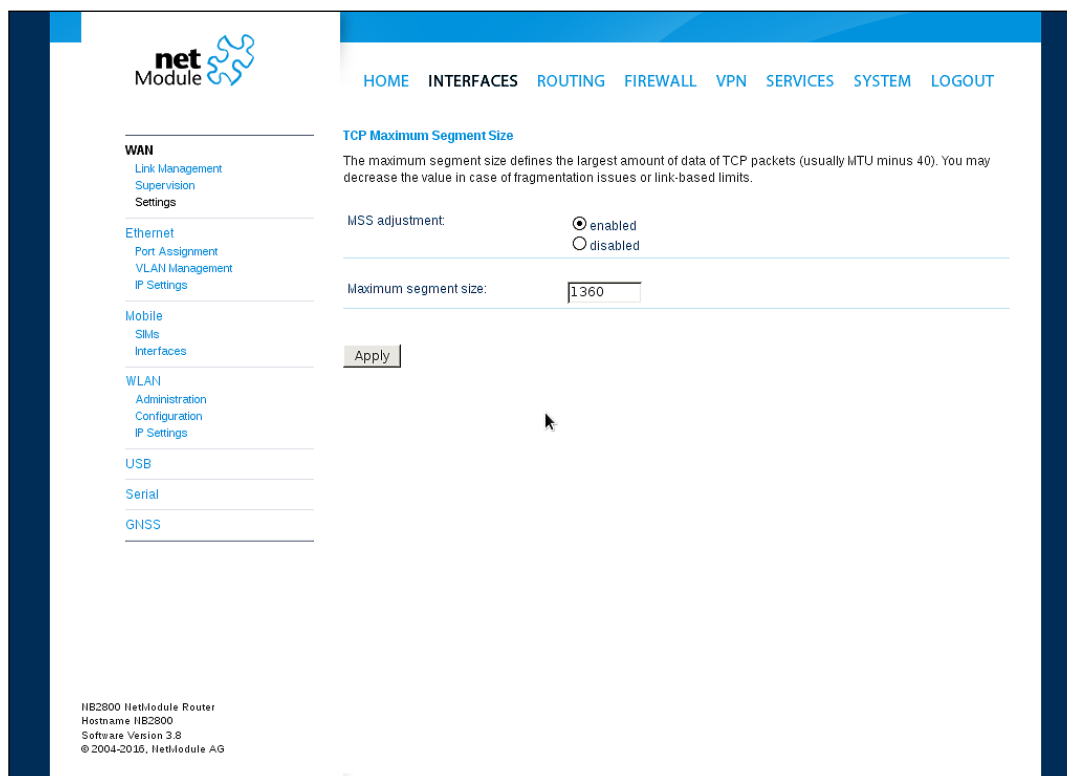 net
Module
HOME INTERFACES ROUTING FIREWALL VPN SERVICES SYSTEM LOGOUT
WAN
Link Management
Supervision
Settings
Ethernet
Port Assignment
VLAN Management
IP Settings
Mobile
SIMs
Interfaces
WLAN
Administration
Configuration
IP Settings
USB
Serial
GNSS
TCP Maximum Segment Size
The maximum segment size defines the largest amount of data of TCP packets (usually MTU minus 40). You may
decrease the value in case of fragmentation issues or link-based limits.
MSS adjustment:
enabled
disabled
Maximum segment size:
1360
Apply
NB2800 NetModule Router
Hostname NB2800
Software Version 3.8
© 2004-2016, NetModule AG